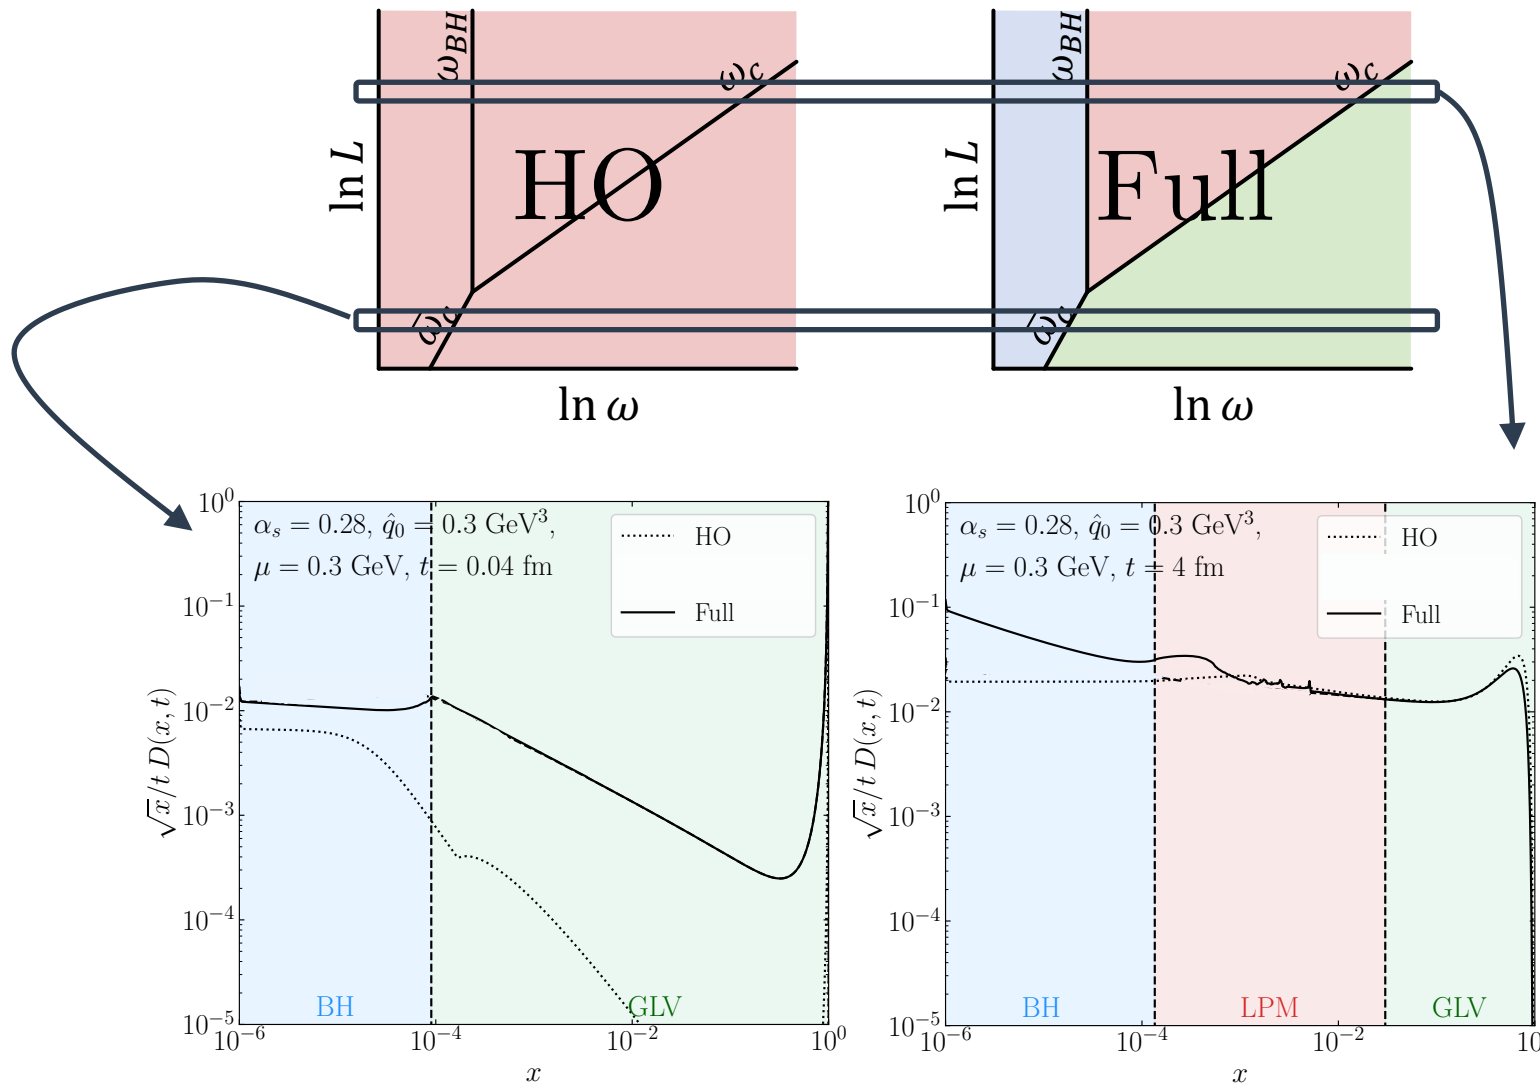 ω_BH
ω_c
ln L
HO
ω̄_c
ln ω
ω_BH
ω_c
ln L
Full
ω̄_c
ln ω
α_s = 0.28, q̂_0 = 0.3 GeV^3,
μ = 0.3 GeV, t = 0.04 fm
HO
Full
√x/t D(x, t)
10^0
10^-1
10^-2
10^-3
10^-4
10^-5
BH
GLV
10^-6
10^-4
10^-2
10^0
x
α_s = 0.28, q̂_0 = 0.3 GeV^3,
μ = 0.3 GeV, t = 4 fm
HO
Full
√x/t D(x, t)
10^0
10^-1
10^-2
10^-3
10^-4
10^-5
BH
LPM
GLV
10^-6
10^-4
10^-2
x